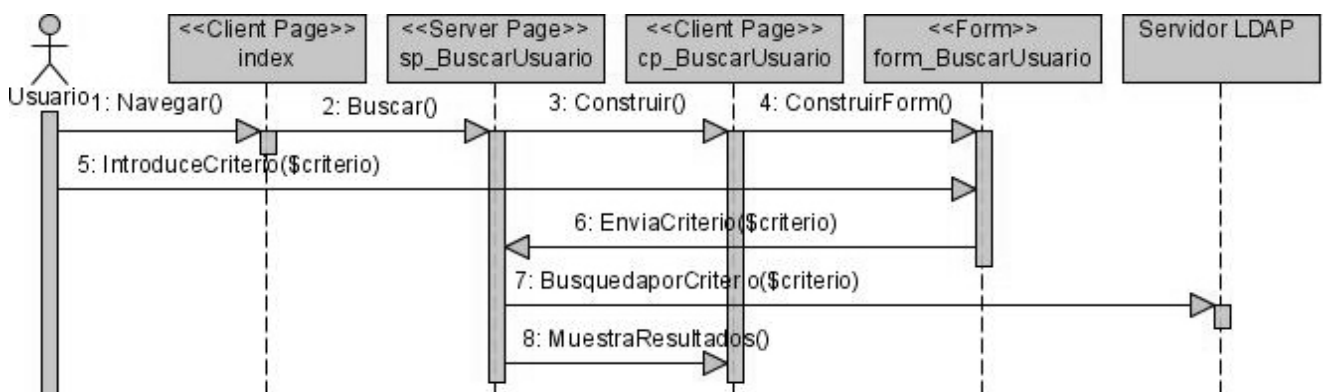 <<Client Page>>
index
<<Server Page>>
sp_BuscarUsuario
<<Client Page>>
cp_BuscarUsuario
<<Form>>
form_BuscarUsuario
Servidor LDAP
Usuario
1: Navegar()
2: Buscar()
3: Construir()
4: ConstruirForm()
5: IntroduceCriterio($criterio)
6: EnviaCriterio($criterio)
7: BusquedaporCriterio($criterio)
8: MuestraResultados()